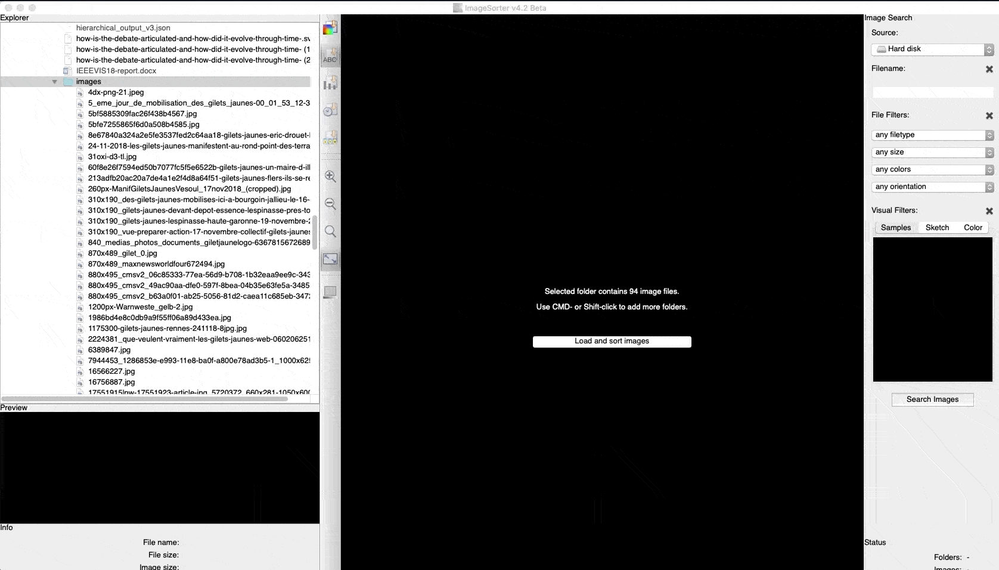 ImageSorter v4.2 Beta
Explorer
hierarchical_output_v3.json
how-is-the-debate-articulated-and-how-did-it-evolve-through-time-.sv
how-is-the-debate-articulated-and-how-did-it-evolve-through-time- (1
how-is-the-debate-articulated-and-how-did-it-evolve-through-time- (2
IEEEVIS18-report.docx
images
4dx-png-21.jpeg
5_eme_jour_de_mobilisation_des_gilets_jaunes-00_01_53_12-3
5bf5885309fac26f438b4567.jpg
5bfe7255865f6d0a508b4585.jpg
8e67840a324a2e5fe3537fed2c64aa18-gilets-jaunes-eric-drouet-l
24-11-2018-les-gilets-jaunes-manifestent-au-rond-point-des-terra
31oxi-d3-tl.jpg
60f8e26f7594ed50b7077fc5f5e6522b-gilets-jaunes-un-maire-d-ill
213adfb20ac20a7de4a1e2f4d8a64f51-gilets-jaunes-flers-ils-se-re
260px-ManifGiletsJaunesVesoul_17nov2018_(cropped).jpg
310x190_des-gilets-jaunes-mobilises-ici-a-bourgoin-jallieu-le-16-
310x190_gilets-jaunes-devant-depot-essence-lespinasse-pres-to
310x190_gilets-jaunes-lespinasse-haute-garonne-19-novembre-2
310x190_vue-preparer-action-17-novembre-collectif-gilets-jaunes
840_medias_photos_documents_giletjaunelogo-6367815672689
870x489_gilet_0.jpg
870x489_maxnewsworldfour672494.jpg
880x495_cmsv2_06c85333-77ea-56d9-b708-1b32eaa9ee9c-343
880x495_cmsv2_49ac90aa-dfe0-597f-8bea-04b35e63fe5a-3485
880x495_cmsv2_b63a0f01-ab25-5056-81d2-caea11c685eb-347
1200px-Warnweste_gelb-2.jpg
1986bd4e8c0db9a9f55ff06a89d433ea.jpg
1175300-gilets-jaunes-rennes-241118-8jpg.jpg
2224381_que-veulent-vraiment-les-gilets-jaunes-web-060206251
6389847.jpg
7944453_1286853e-e993-11e8-ba0f-a800e78ad3b5-1_1000x625
16566227.jpg
16756887.jpg
17551915lpw-17551923-article-jpg_5720372_660x281-1050x600
Preview
Info
File name:
File size:
Image size:
ABC
Selected folder contains 94 image files.
Use CMD- or Shift-click to add more folders.
Load and sort images
Image Search
Source:
Hard disk
Filename:
File Filters:
any filetype
any size
any colors
any orientation
Visual Filters:
Samples Sketch Color
Search Images
Status
Folders: -
Images: -